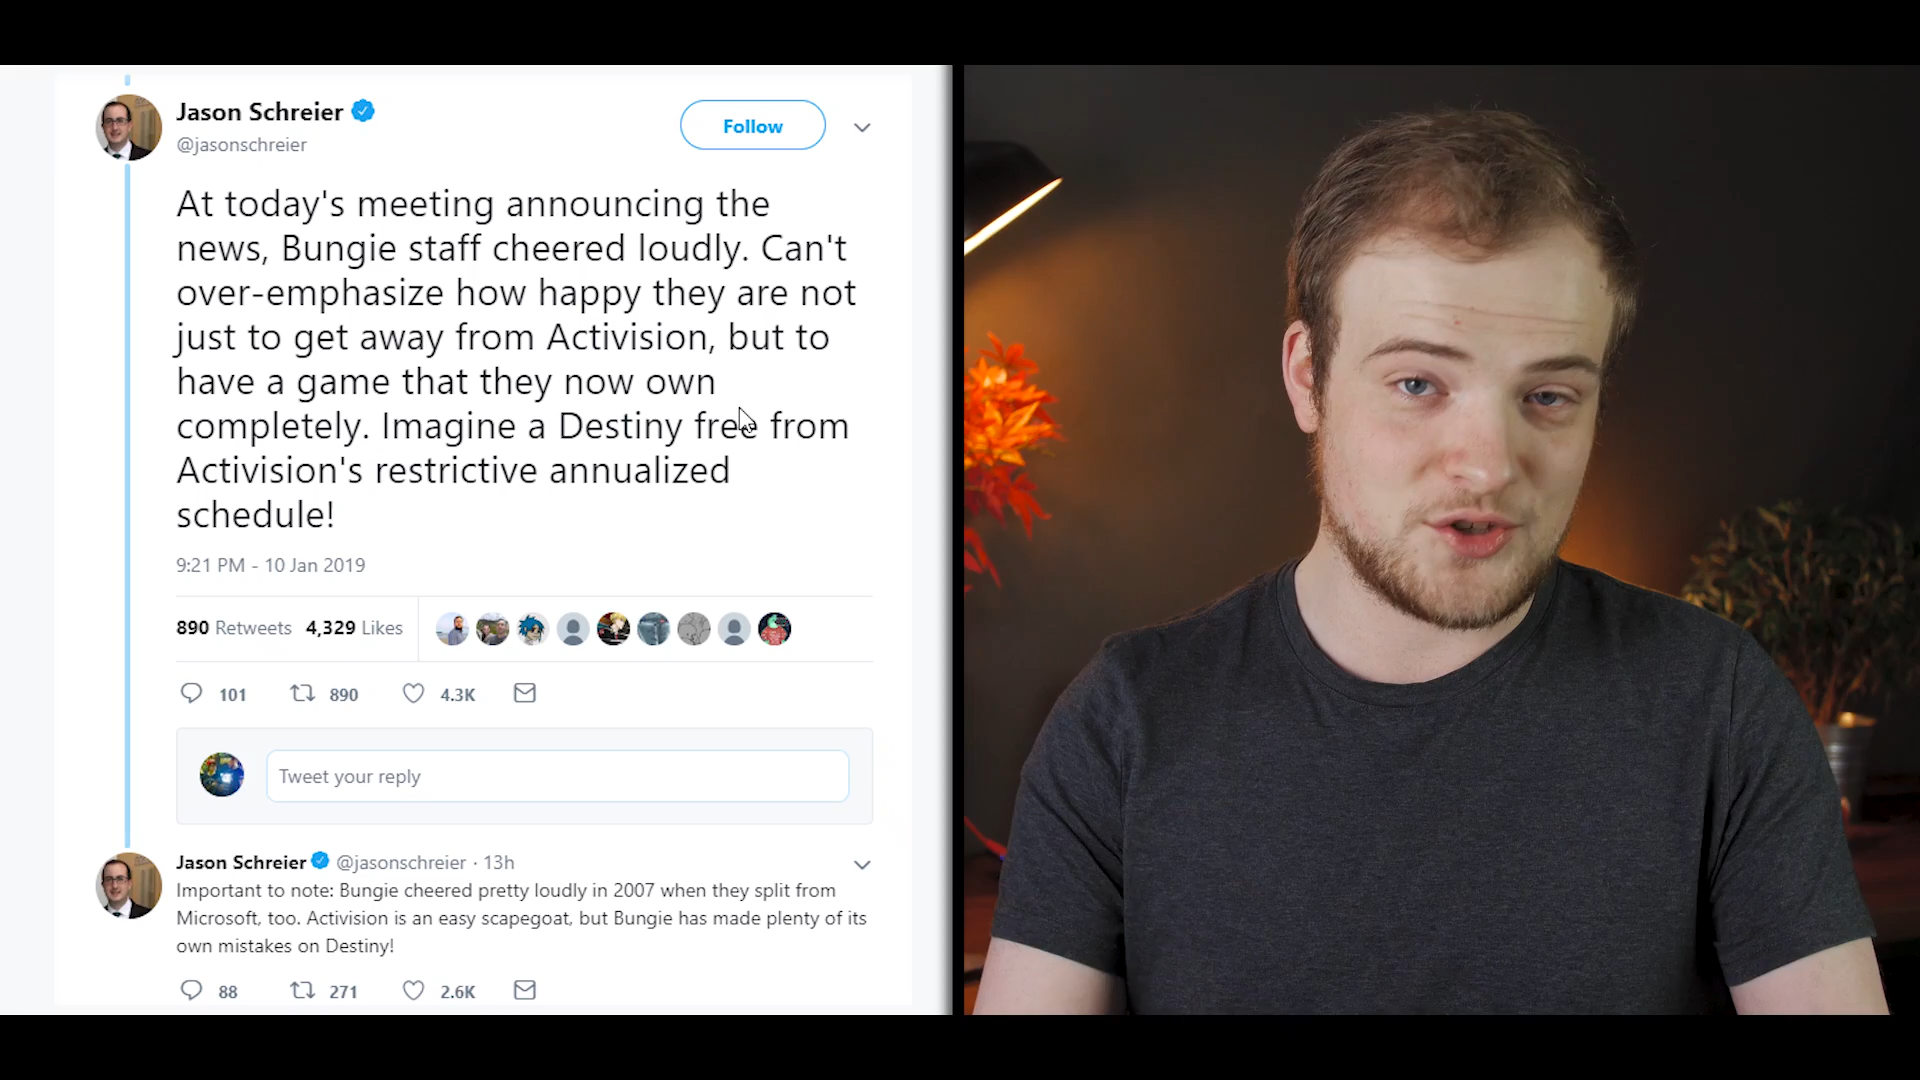 Jason Schreier
@jasonschreier
Follow
At today's meeting announcing the
news, Bungie staff cheered loudly. Can't
over-emphasize how happy they are not
just to get away from Activision, but to
have a game that they now own
completely. Imagine a Destiny free from
Activision's restrictive annualized
schedule!
9:21 PM - 10 Jan 2019
890 Retweets 4,329 Likes
101 890 4.3K
Tweet your reply
Jason Schreier @jasonschreier · 13h
Important to note: Bungie cheered pretty loudly in 2007 when they split from
Microsoft, too. Activision is an easy scapegoat, but Bungie has made plenty of its
own mistakes on Destiny!
88 271 2.6K